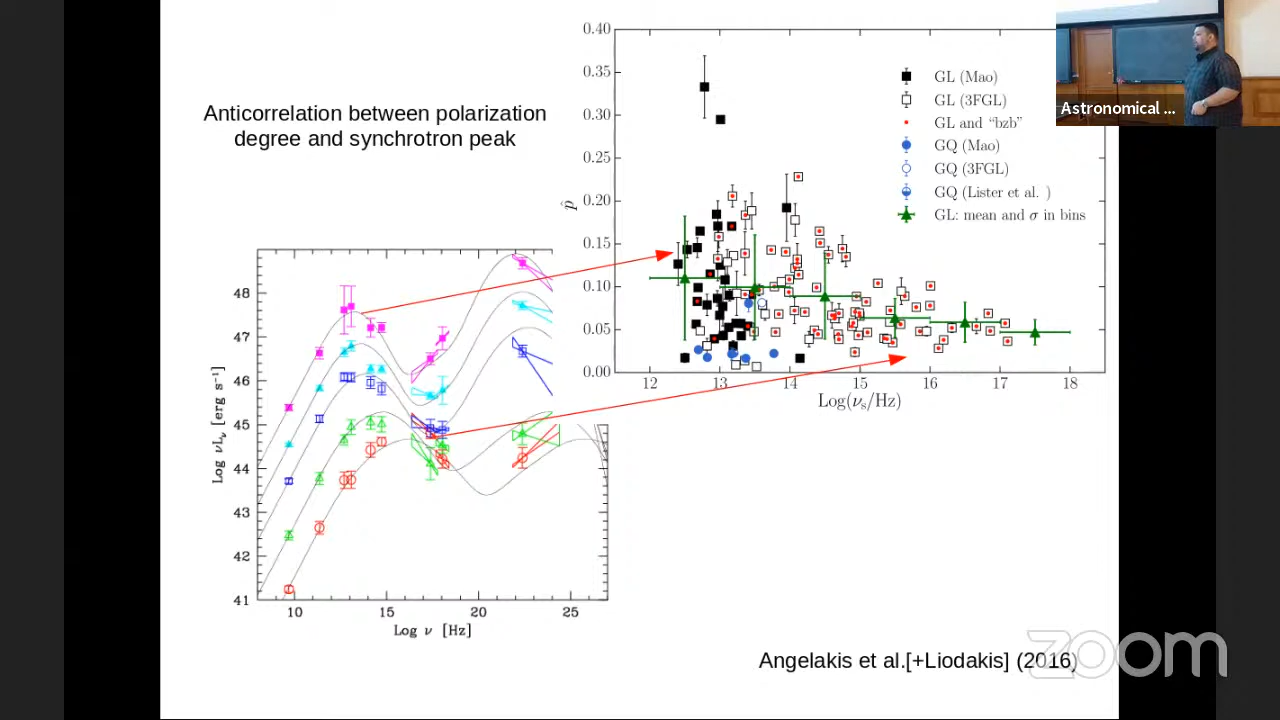 Anticorrelation between polarization
degree and synchrotron peak
0.40
0.35
0.30
0.25
0.20
0.15
0.10
0.05
0.00
p̂
12
13
14
15
16
17
18
Log(νs/Hz)
GL (Mao)
GL (3FGL)
GL and “bzb”
GQ (Mao)
GQ (3FGL)
GQ (Lister et al. )
GL: mean and σ in bins
Astronomical ...
48
47
46
45
44
43
42
41
Log νLν [erg s⁻¹]
10
15
20
25
Log ν [Hz]
Angelakis et al.[+Liodakis] (2016)
zoom